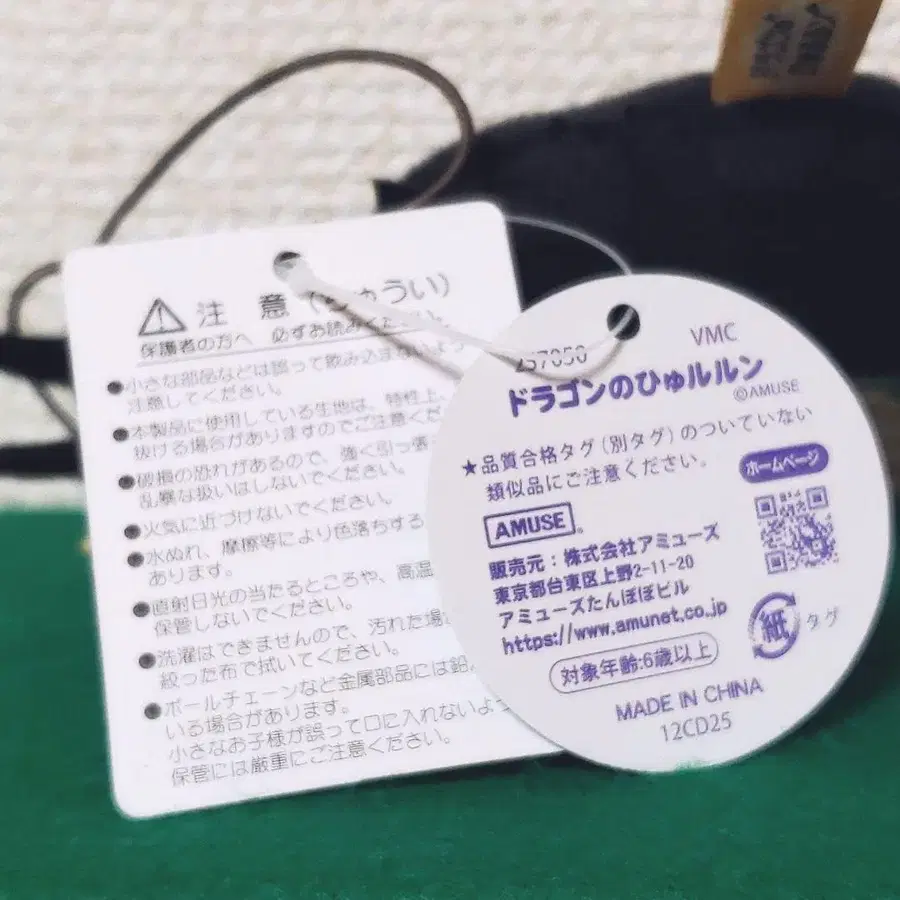 注 意 (ちゅうい)
保護者の方へ 必ずお読みください。
●小さな部品などは誤って飲み込まないよう
注意してください。
●本製品に使用している生地は、特性上、
抜ける場合がありますのでご注意くだ
●破損の恐れがあるので、強く引っ張
乱暴な扱いはしないでください。
●火気に近づけないでください。
●水ぬれ、摩擦等により色落ちする
あります。
●直射日光の当たるところや、高温
保管しないでください。
●洗濯はできませんので、汚れた場
絞った布で拭いてください。
●ボールチェーンなど金属部品には鉛
いる場合があります。
小さなお子様が誤って口に入れないよう
保管には厳重にご注意ください。
VMC
ドラゴンのひゅルルン
©AMUSE
★品質合格タグ(別タグ)のついていない
類似品にご注意ください。
ホームページ
AMUSE
販売元:株式会社アミューズ
東京都台東区上野2-11-20
アミューズたんぽぽビル
https://www.amunet.co.jp
紙 タグ
対象年齢:6歳以上
MADE IN CHINA
12CD25